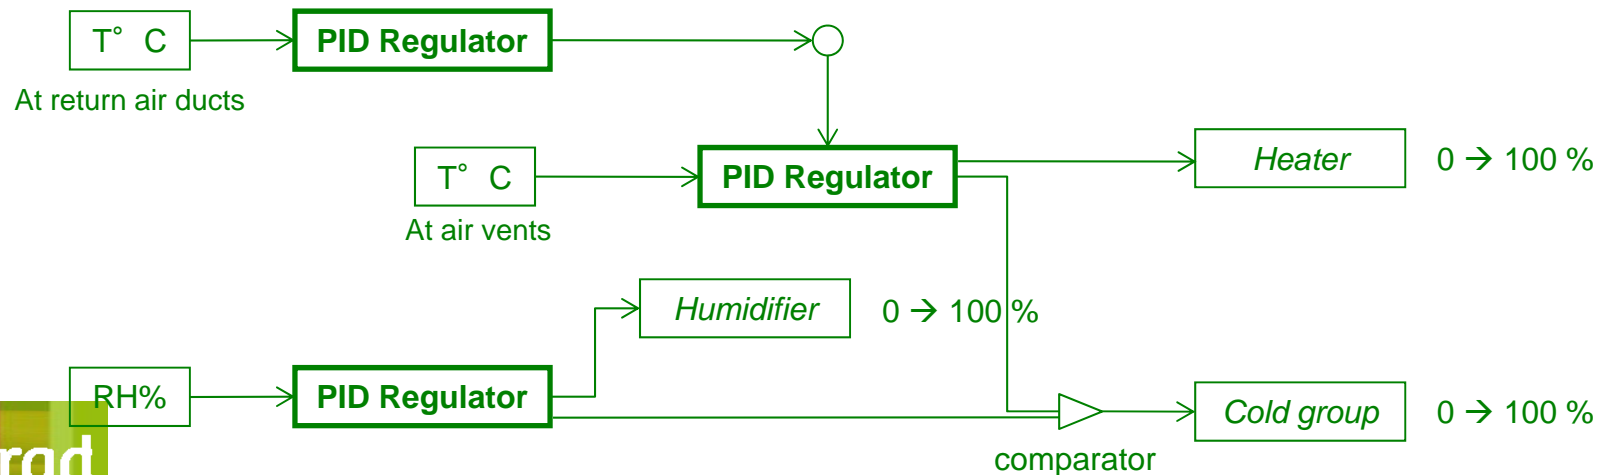 T° C
PID Regulator
At return air ducts
T° C
PID Regulator
Heater
0 → 100 %
At air vents
Humidifier
0 → 100 %
RH%
PID Regulator
Cold group
0 → 100 %
comparator